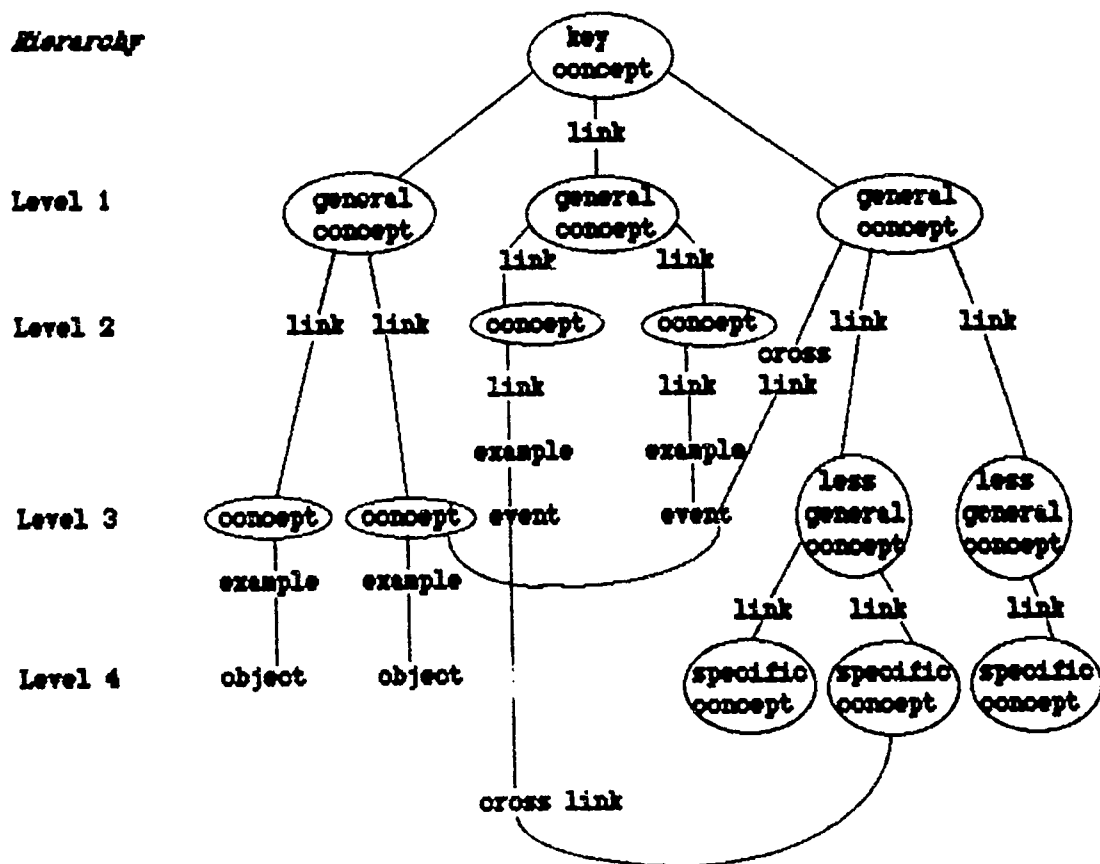 Hierarchy
key
concept
link
Level 1
general
concept
general
concept
general
concept
link
link
Level 2
link
link
concept
concept
link
link
cross
link
link
link
example
example
Level 3
concept
concept
event
event
less
general
concept
less
general
concept
example
example
link
link
link
Level 4
object
object
specific
concept
specific
concept
specific
concept
cross link